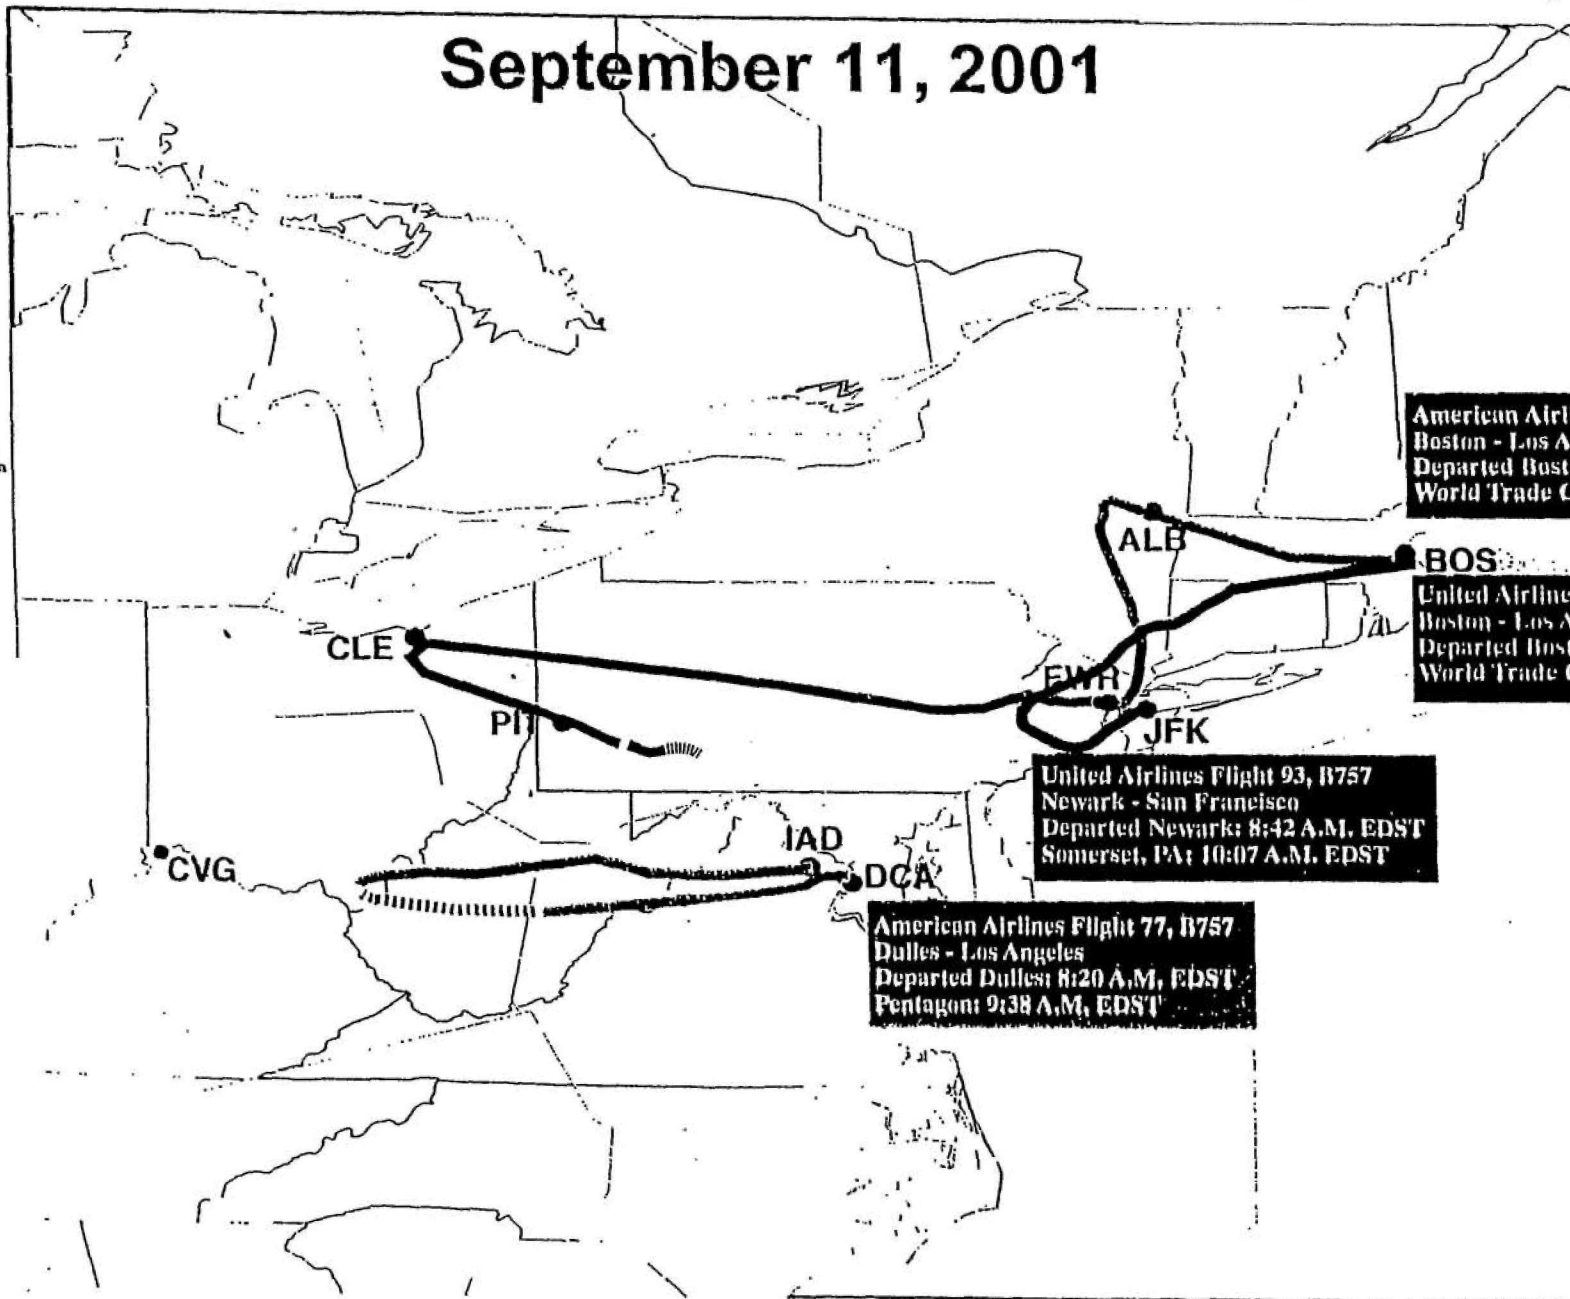 September 11, 2001
American Airl
Boston - Los A
Departed Bost
World Trade C
ALB
BOS
United Airline
Boston - Los A
Departed Bost
World Trade C
CLE
EWR
PIT
JFK
United Airlines Flight 93, B757
Newark - San Francisco
Departed Newark: 8:42 A.M. EDST
Somerset, PA: 10:07 A.M. EDST
IAD
CVG
DCA
American Airlines Flight 77, B757
Dulles - Los Angeles
Departed Dulles: 8:20 A.M. EDST
Pentagon: 9:38 A.M. EDST